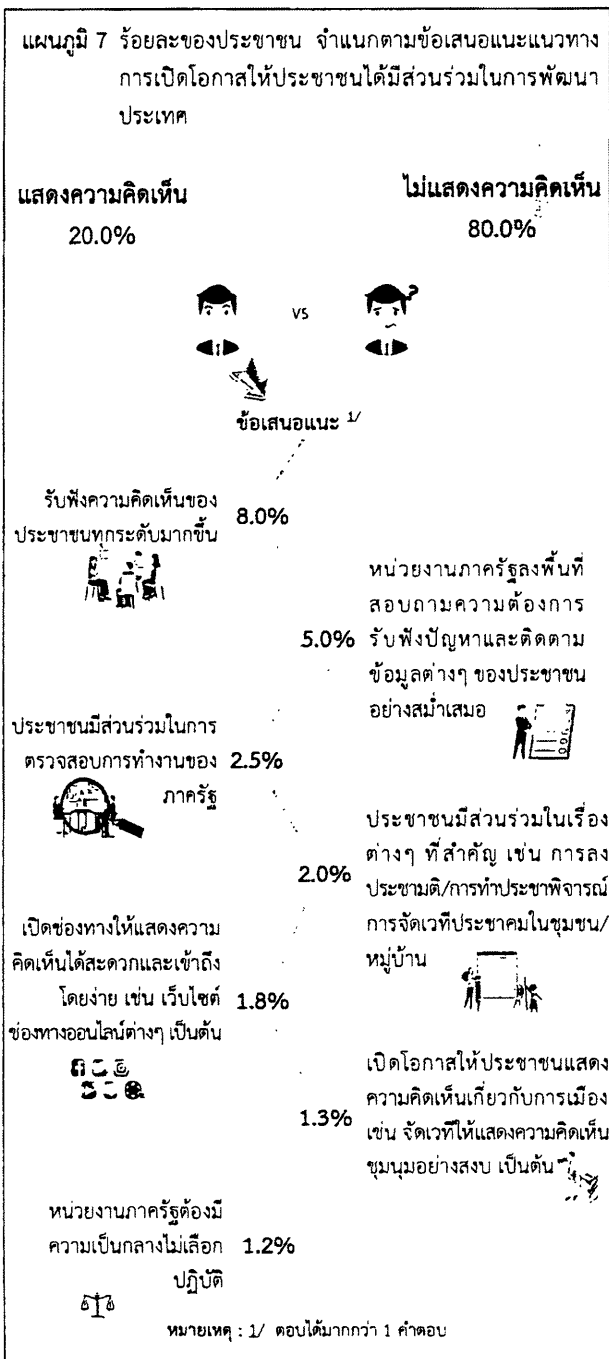 แผนภูมิ 7 ร้อยละของประชาชน จำแนกตามข้อเสนอแนะแนวทาง
การเปิดโอกาสให้ประชาชนได้มีส่วนร่วมในการพัฒนา
ประเทศ
แสดงความคิดเห็น
20.0%
ไม่แสดงความคิดเห็น
80.0%
vs
ข้อเสนอแนะ 1/
รับฟังความคิดเห็นของ
ประชาชนทุกระดับมากขึ้น
8.0%
หน่วยงานภาครัฐลงพื้นที่
สอบถามความต้องการ
5.0% รับฟังปัญหาและติดตาม
ข้อมูลต่างๆ ของประชาชน
อย่างสม่ำเสมอ
ประชาชนมีส่วนร่วมในการ
ตรวจสอบการทำงานของ 2.5%
ภาครัฐ
ประชาชนมีส่วนร่วมในเรื่อง
ต่างๆ ที่สำคัญ เช่น การลง
2.0% ประชามติ/การทำประชาพิจารณ์
การจัดเวทีประชาคมในชุมชน/
หมู่บ้าน
เปิดช่องทางให้แสดงความ
คิดเห็นได้สะดวกและเข้าถึง
โดยง่าย เช่น เว็บไซต์ 1.8%
ช่องทางออนไลน์ต่างๆ เป็นต้น
เปิดโอกาสให้ประชาชนแสดง
ความคิดเห็นเกี่ยวกับการเมือง
1.3% เช่น จัดเวทีให้แสดงความคิดเห็น
ชุมนุมอย่างสงบ เป็นต้น
หน่วยงานภาครัฐต้องมี
ความเป็นกลางไม่เลือก 1.2%
ปฏิบัติ
หมายเหตุ : 1/ ตอบได้มากกว่า 1 คำตอบ